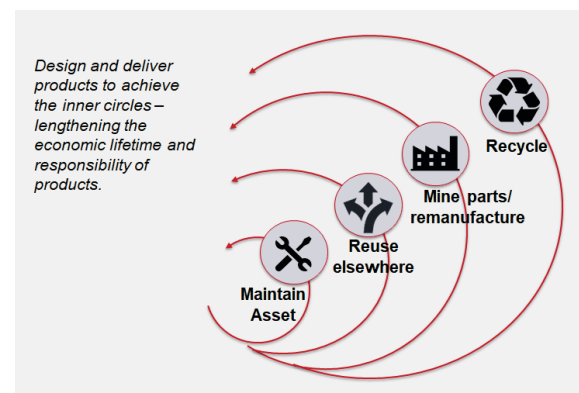 Design and deliver
products to achieve
the inner circles –
lengthening the
economic lifetime and
responsibility of
products.
Recycle
Mine parts/
remanufacture
Reuse
elsewhere
Maintain
Asset